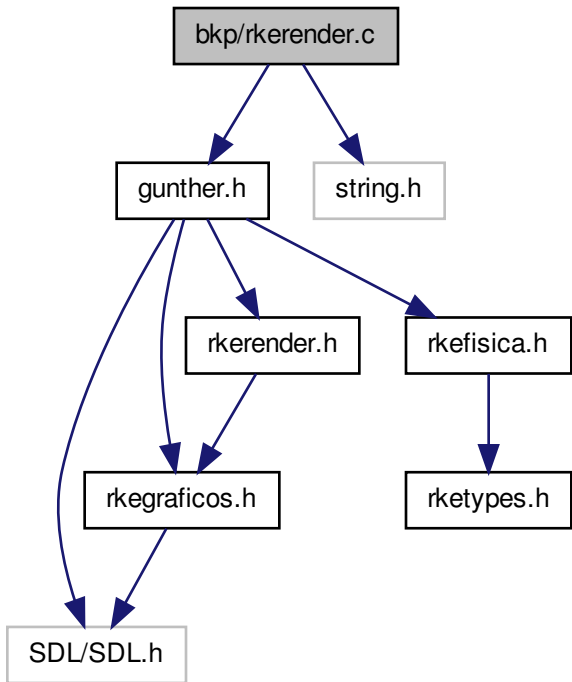 bkp/rkerender.c
gunther.h
string.h
rkerender.h
rkefisica.h
rkegraficos.h
rketypes.h
SDL/SDL.h